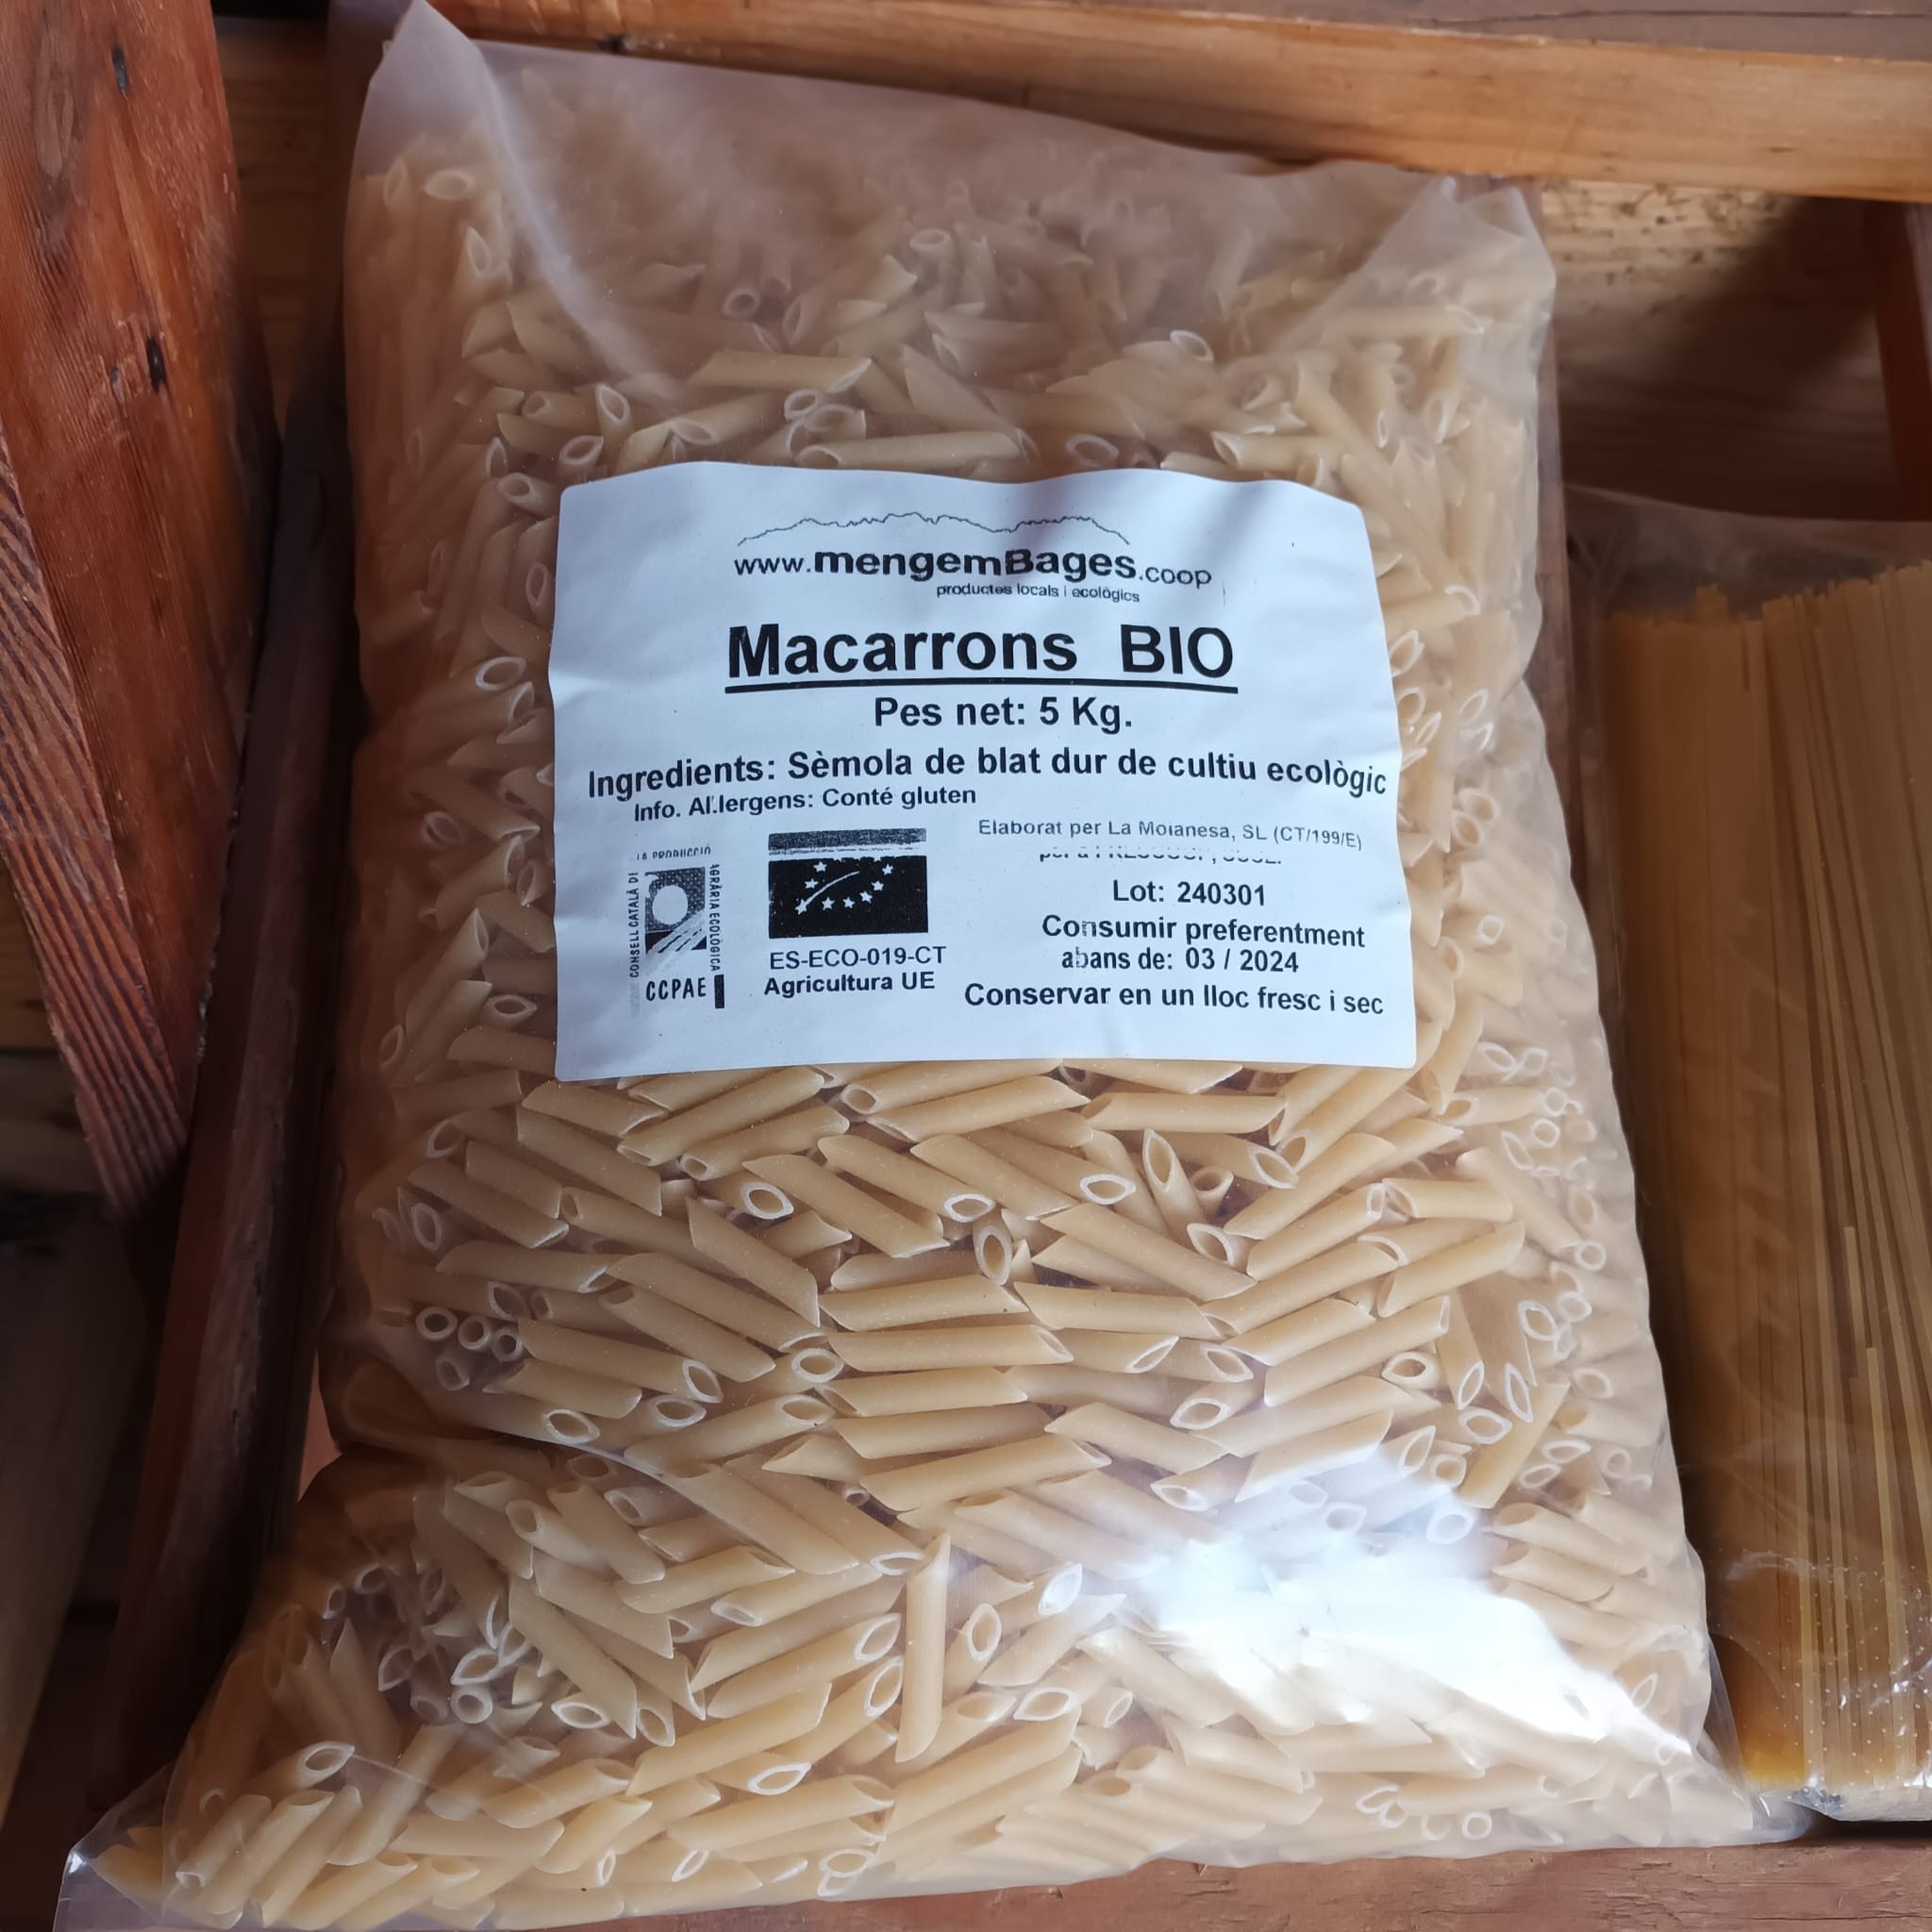 www.mengemBages.coop
productes locals i ecològics
Macarrons BIO
Pes net: 5 Kg.
Ingredients: Sèmola de blat dur de cultiu ecològic
Info. Al.lergens: Conté gluten
Elaborat per La Moianesa, SL (CT/199/E)
Lot: 240301
Consumir preferentment
abans de: 03 / 2024
Conservar en un lloc fresc i sec
CONSELL CATALÀ DE
LA PRODUCCIÓ
AGRÀRIA ECOLÒGICA
CCPAE
ES-ECO-019-CT
Agricultura UE